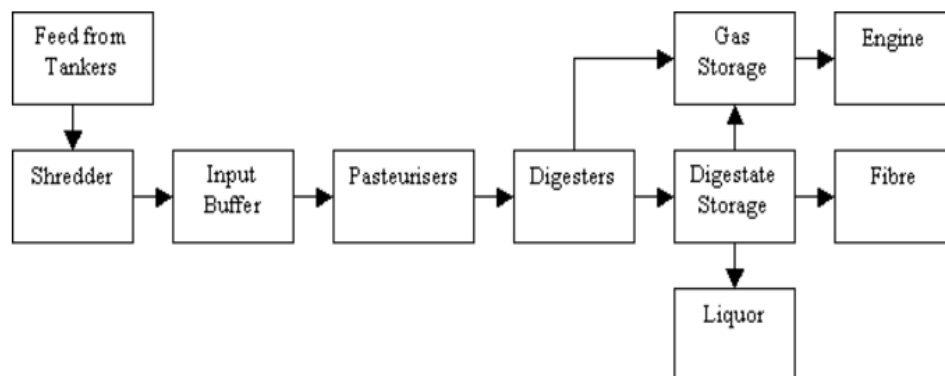 Feed from
Tankers
Gas
Storage
Engine
Shredder
Input
Buffer
Pasteurisers
Digesters
Digestate
Storage
Fibre
Liquor